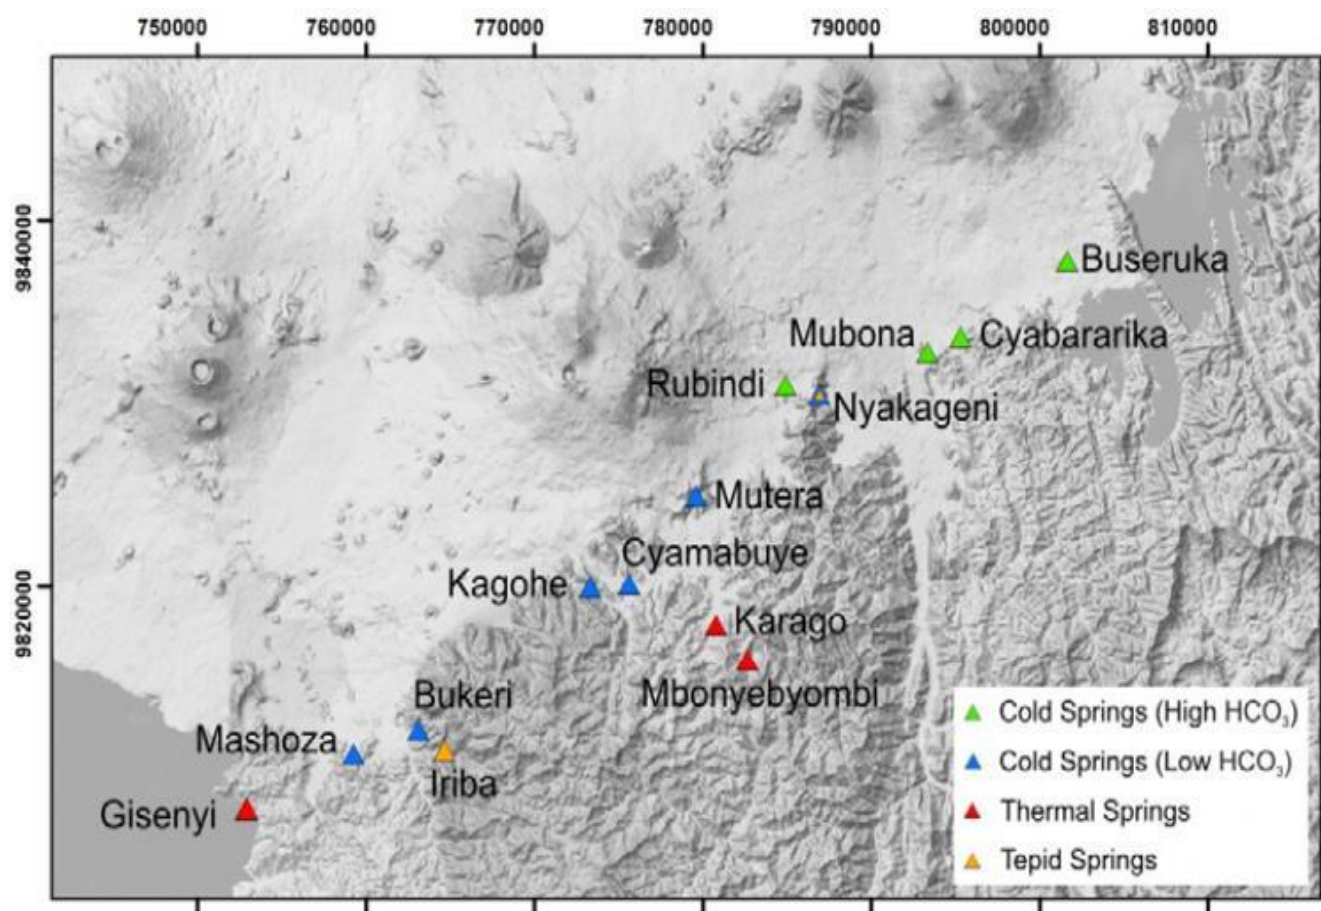 750000 760000 770000 780000 790000 800000 810000
9840000
9820000
Buseruka
Mubona
Cyabararika
Rubindi
Nyakageni
Mutera
Cyamabuye
Kagohe
Karago
Mbonyebyombi
Bukeri
Mashoza
Iriba
Gisenyi
Cold Springs (High HCO₃)
Cold Springs (Low HCO₃)
Thermal Springs
Tepid Springs